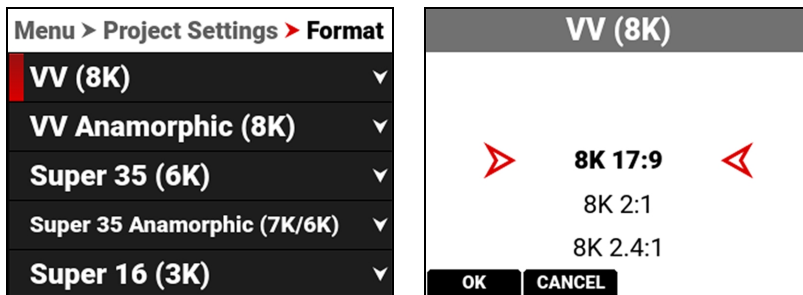 Menu > Project Settings > Format
VV (8K)
VV Anamorphic (8K)
Super 35 (6K)
Super 35 Anamorphic (7K/6K)
Super 16 (3K)
VV (8K)
8K 17:9
8K 2:1
8K 2.4:1
OK CANCEL